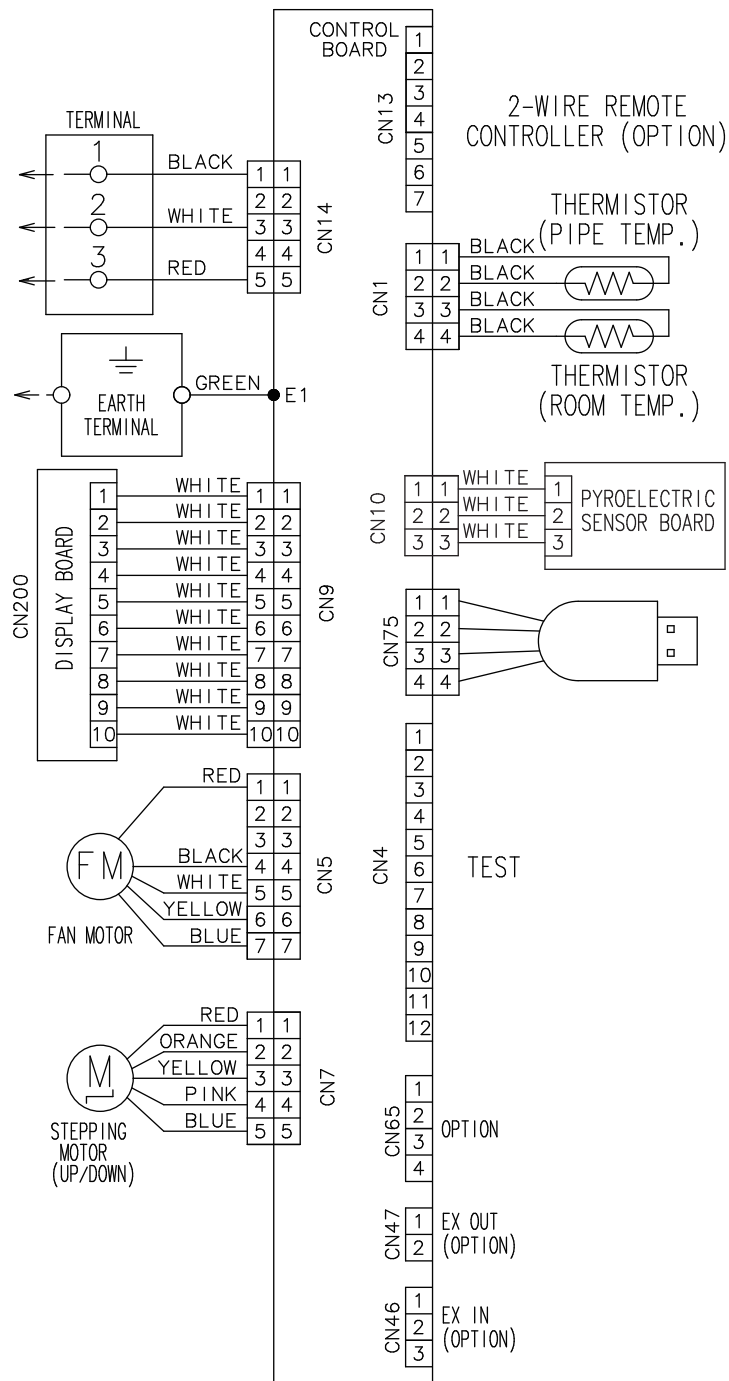 CONTROL
BOARD
CN13
1
2
3
4
5
6
7
2-WIRE REMOTE
CONTROLLER (OPTION)
TERMINAL
1
2
3
BLACK
WHITE
RED
1 1
2 2
3 3
4 4
5 5
CN14
THERMISTOR
(PIPE TEMP.)
CN1
1 1 BLACK
2 2 BLACK
3 3 BLACK
4 4 BLACK
THERMISTOR
(ROOM TEMP.)
EARTH
TERMINAL
GREEN
E1
CN200
DISPLAY BOARD
1 WHITE 1 1
2 WHITE 2 2
3 WHITE 3 3
4 WHITE 4 4
5 WHITE 5 5
6 WHITE 6 6
7 WHITE 7 7
8 WHITE 8 8
9 WHITE 9 9
10 WHITE 10 10
CN9
CN10
1 1 WHITE 1
2 2 WHITE 2
3 3 WHITE 3
PYROELECTRIC
SENSOR BOARD
CN75
1 1
2 2
3 3
4 4
FM
FAN MOTOR
RED 1 1
2 2
3 3
BLACK 4 4
WHITE 5 5
YELLOW 6 6
BLUE 7 7
CN5
CN4
1
2
3
4
5
6
7
8
9
10
11
12
TEST
M
STEPPING
MOTOR
(UP/DOWN)
RED 1 1
ORANGE 2 2
YELLOW 3 3
PINK 4 4
BLUE 5 5
CN7
CN65
1
2
3
4
OPTION
CN47
1
2
EX OUT
(OPTION)
CN46
1
2
3
EX IN
(OPTION)